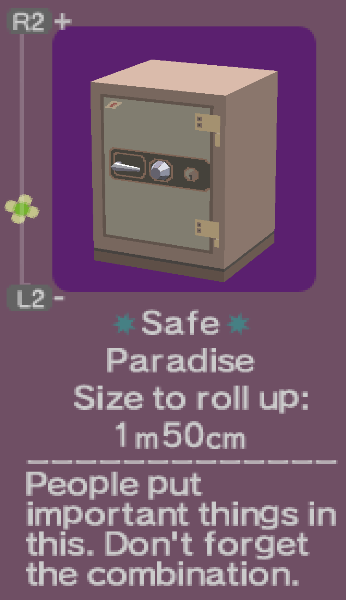 R2 +
L2 -
Safe
Paradise
Size to roll up:
1m50cm
People put
important things in
this. Don't forget
the combination.